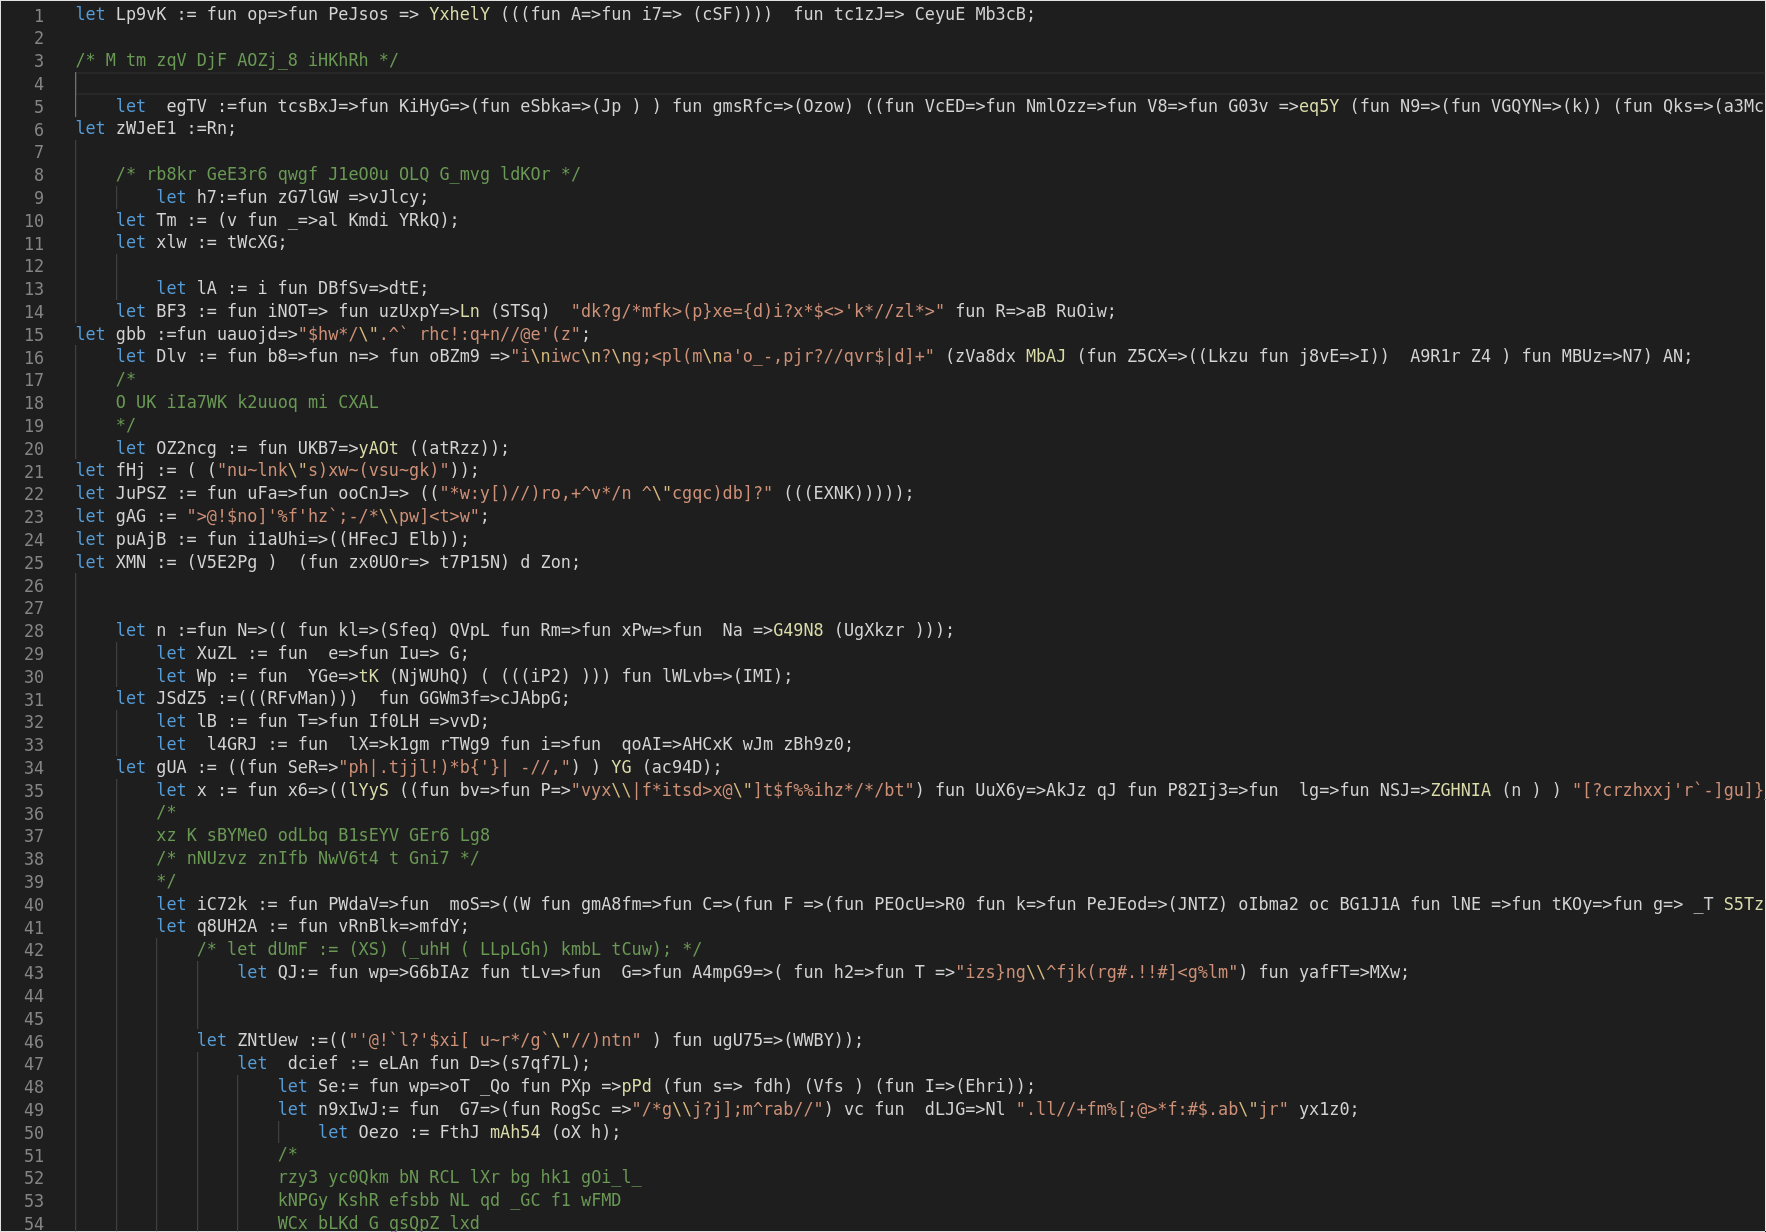 1 let Lp9vK := fun op=>fun PeJsos => YxhelY (((fun A=>fun i7=> (cSF))))  fun tc1zJ=> CeyuE Mb3cB;
2
3 /* M tm zqV DjF AOZj_8 iHKhRh */
4
5     let  egTV :=fun tcsBxJ=>fun KiHyG=>(fun eSbka=>(Jp ) ) fun gmsRfc=>(Ozow) ((fun VcED=>fun NmlOzz=>fun V8=>fun G03v =>eq5Y (fun N9=>(fun VGQYN=>(k)) (fun Qks=>(a3Mc
6 let zWJeE1 :=Rn;
7
8     /* rb8kr GeE3r6 qwgf J1eO0u OLQ G_mvg ldKOr */
9         let h7:=fun zG7lGW =>vJlcy;
10     let Tm := (v fun _=>al Kmdi YRkQ);
11     let xlw := tWcXG;
12
13         let lA := i fun DBfSv=>dtE;
14     let BF3 := fun iNOT=> fun uzUxpY=>Ln (STSq)  "dk?g/*mfk>(p}xe={d)i?x*$<>'k*//zl*>" fun R=>aB RuOiw;
15 let gbb :=fun uauojd=>"$hw*/\".^` rhc!:q+n//@e'(z";
16     let Dlv := fun b8=>fun n=> fun oBZm9 =>"i\niwc\n?\ng;<pl(m\na'o_-,pjr?//qvr$|d]+" (zVa8dx MbAJ (fun Z5CX=>((Lkzu fun j8vE=>I))  A9R1r Z4 ) fun MBUz=>N7) AN;
17     /*
18     O UK iIa7WK k2uuoq mi CXAL
19     */
20     let OZ2ncg := fun UKB7=>yAOt ((atRzz));
21 let fHj := ( ("nu~lnk\"s)xw~(vsu~gk)"));
22 let JuPSZ := fun uFa=>fun ooCnJ=> (("*w:y[)//)ro,+^v*/n ^\"cgqc)db]?" (((EXNK)))));
23 let gAG := ">@!$no]'%f'hz`;-/*\\pw]<t>w";
24 let puAjB := fun i1aUhi=>((HFecJ Elb));
25 let XMN := (V5E2Pg )  (fun zx0UOr=> t7P15N) d Zon;
26
27
28     let n :=fun N=>(( fun kl=>(Sfeq) QVpL fun Rm=>fun xPw=>fun  Na =>G49N8 (UgXkzr )));
29         let XuZL := fun  e=>fun Iu=> G;
30         let Wp := fun  YGe=>tK (NjWUhQ) ( (((iP2) ))) fun lWLvb=>(IMI);
31     let JSdZ5 :=(((RFvMan)))  fun GGWm3f=>cJAbpG;
32         let lB := fun T=>fun If0LH =>vvD;
33         let  l4GRJ := fun  lX=>k1gm rTWg9 fun i=>fun  qoAI=>AHCxK wJm zBh9z0;
34     let gUA := ((fun SeR=>"ph|.tjjl!)*b{'}| -//,") ) YG (ac94D);
35         let x := fun x6=>((lYyS ((fun bv=>fun P=>"vyx\\|f*itsd>x@\"]t$f%%ihz*/*/bt") fun UuX6y=>AkJz qJ fun P82Ij3=>fun  lg=>fun NSJ=>ZGHNIA (n ) ) "[?crzhxxj'r`-]gu]}
36         /*
37         xz K sBYMeO odLbq B1sEYV GEr6 Lg8
38         /* nNUzvz znIfb NwV6t4 t Gni7 */
39         */
40         let iC72k := fun PWdaV=>fun  moS=>((W fun gmA8fm=>fun C=>(fun F =>(fun PEOcU=>R0 fun k=>fun PeJEod=>(JNTZ) oIbma2 oc BG1J1A fun lNE =>fun tKOy=>fun g=> _T S5Tz
41         let q8UH2A := fun vRnBlk=>mfdY;
42             /* let dUmF := (XS) (_uhH ( LLpLGh) kmbL tCuw); */
43                 let QJ:= fun wp=>G6bIAz fun tLv=>fun  G=>fun A4mpG9=>( fun h2=>fun T =>"izs}ng\\^fjk(rg#.!!#]<g%lm") fun yafFT=>MXw;
44
45
46             let ZNtUew :=(("'@!`l?'$xi[ u~r*/g`\"//)ntn" ) fun ugU75=>(WWBY));
47                 let  dcief := eLAn fun D=>(s7qf7L);
48                     let Se:= fun wp=>oT _Qo fun PXp =>pPd (fun s=> fdh) (Vfs ) (fun I=>(Ehri));
49                     let n9xIwJ:= fun  G7=>(fun RogSc =>"/*g\\j?j];m^rab//") vc fun  dLJG=>Nl ".ll//+fm%[;@>*f:#$.ab\"jr" yx1z0;
50                         let Oezo := FthJ mAh54 (oX h);
51                     /*
52                     rzy3 yc0Qkm bN RCL lXr bg hk1 gOi_l_
53                     kNPGy KshR efsbb NL qd _GC f1 wFMD
54                     WCx bLKd G gsQpZ lxd